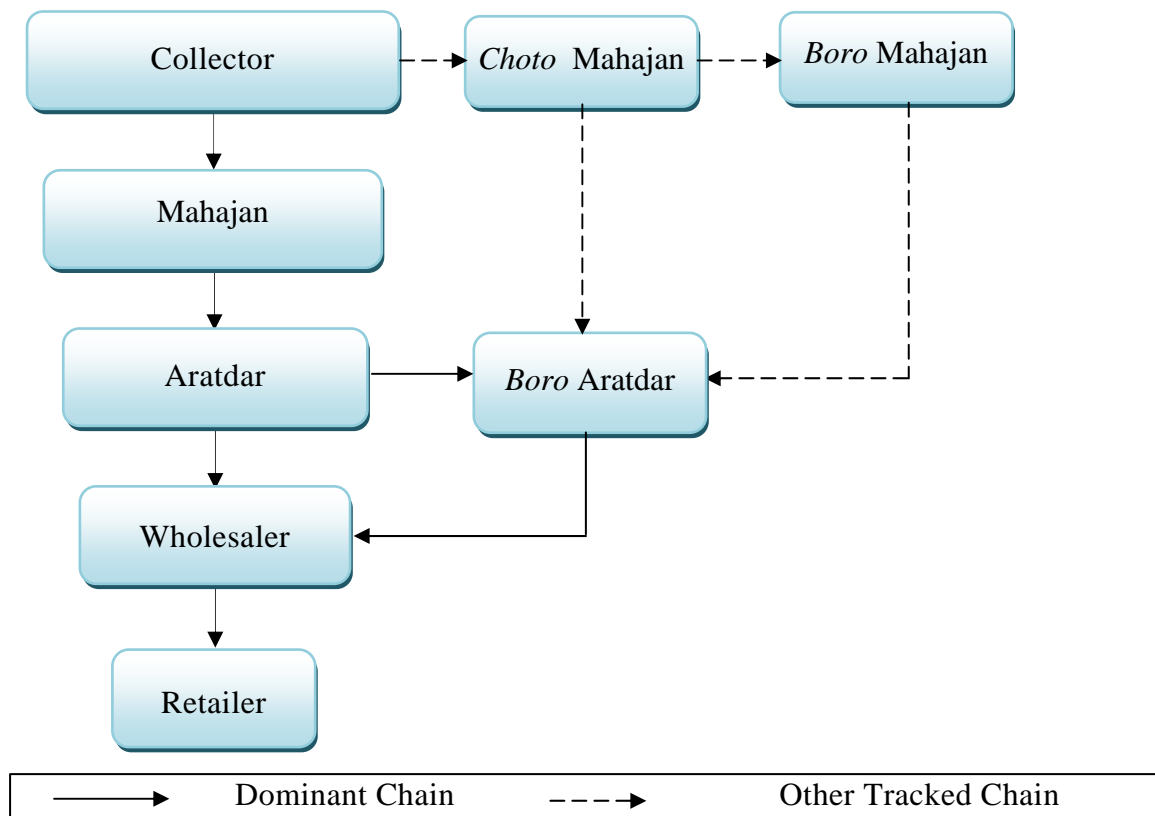 Collector
Choto Mahajan
Boro Mahajan
Mahajan
Aratdar
Boro Aratdar
Wholesaler
Retailer
Dominant Chain
Other Tracked Chain